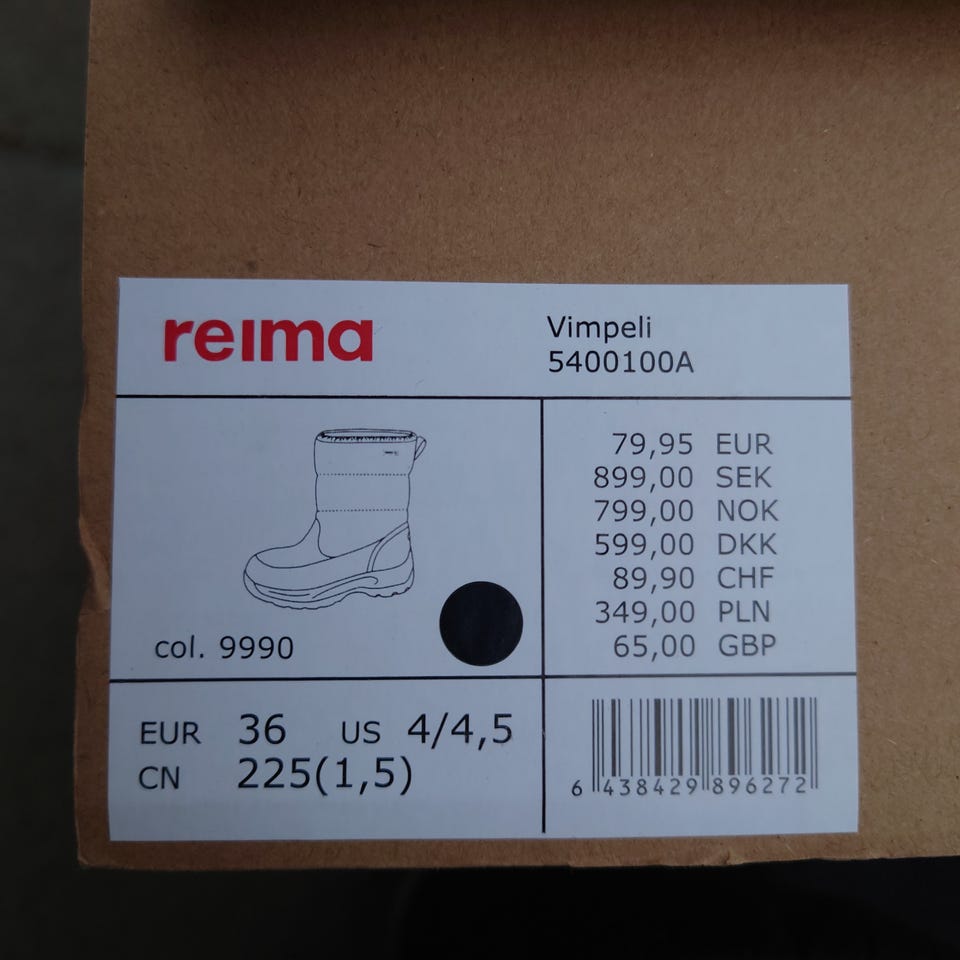 reima
Vimpeli
5400100A
79,95 EUR
899,00 SEK
799,00 NOK
599,00 DKK
89,90 CHF
349,00 PLN
65,00 GBP
col. 9990
EUR 36 US 4/4,5
CN 225(1,5)
6 438429 896272